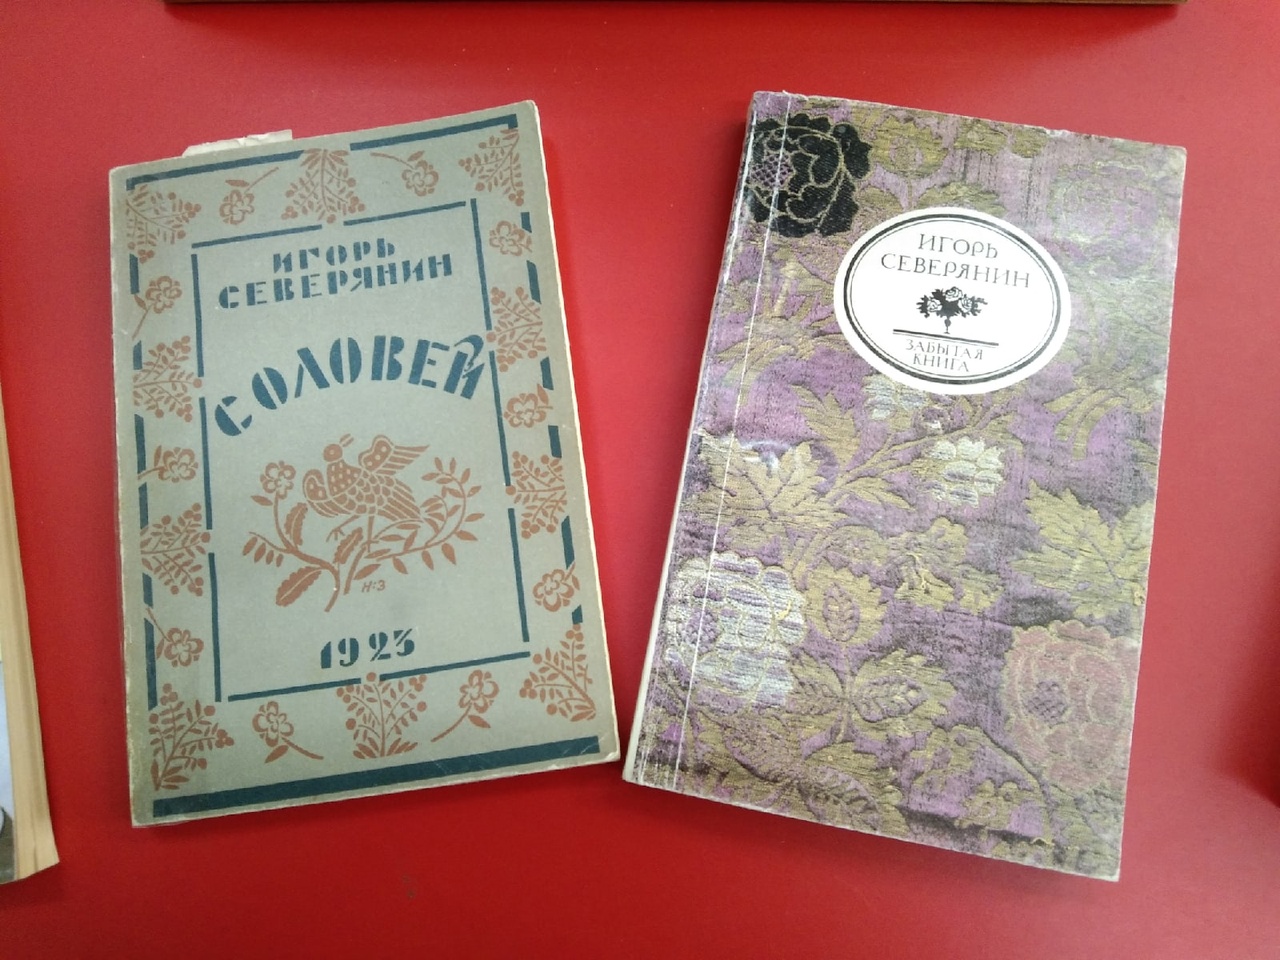 ИГОРЬ
СЕВЕРЯНИН
СОЛОВЕЙ
Н:З
1923
ИГОРЬ
СЕВЕРЯНИН
ЗАБЫТАЯ
КНИГА